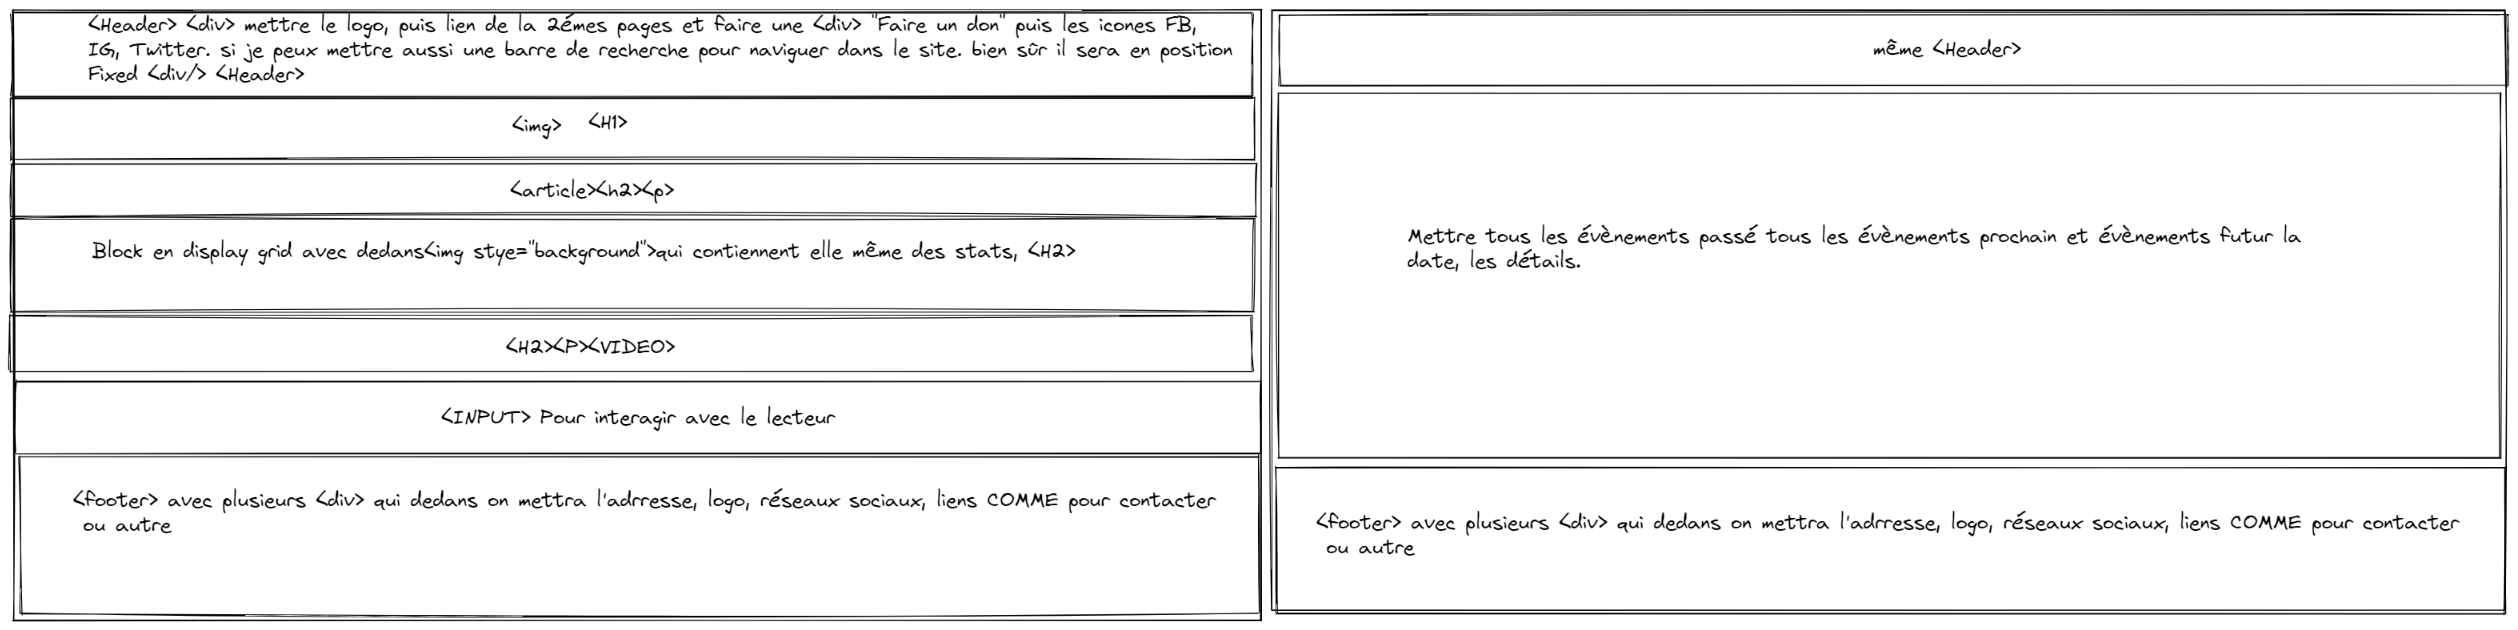 <Header> <div> mettre le logo, puis lien de la 2émes pages et faire une <div> "Faire un don" puis les icones FB,
IG, Twitter. si je peux mettre aussi une barre de recherche pour naviguer dans le site. bien sûr il sera en position
Fixed <div/> <Header>
<img> <H1>
<article><h2><p>
Block en display grid avec dedans<img stye="background">qui contiennent elle même des stats, <H2>
<H2><P><VIDEO>
<INPUT> Pour interagir avec le lecteur
<footer> avec plusieurs <div> qui dedans on mettra l'adrresse, logo, réseaux sociaux, liens COMME pour contacter
ou autre
même <Header>
Mettre tous les évènements passé tous les évènements prochain et évènements futur la
date, les détails.
<footer> avec plusieurs <div> qui dedans on mettra l'adrresse, logo, réseaux sociaux, liens COMME pour contacter
ou autre